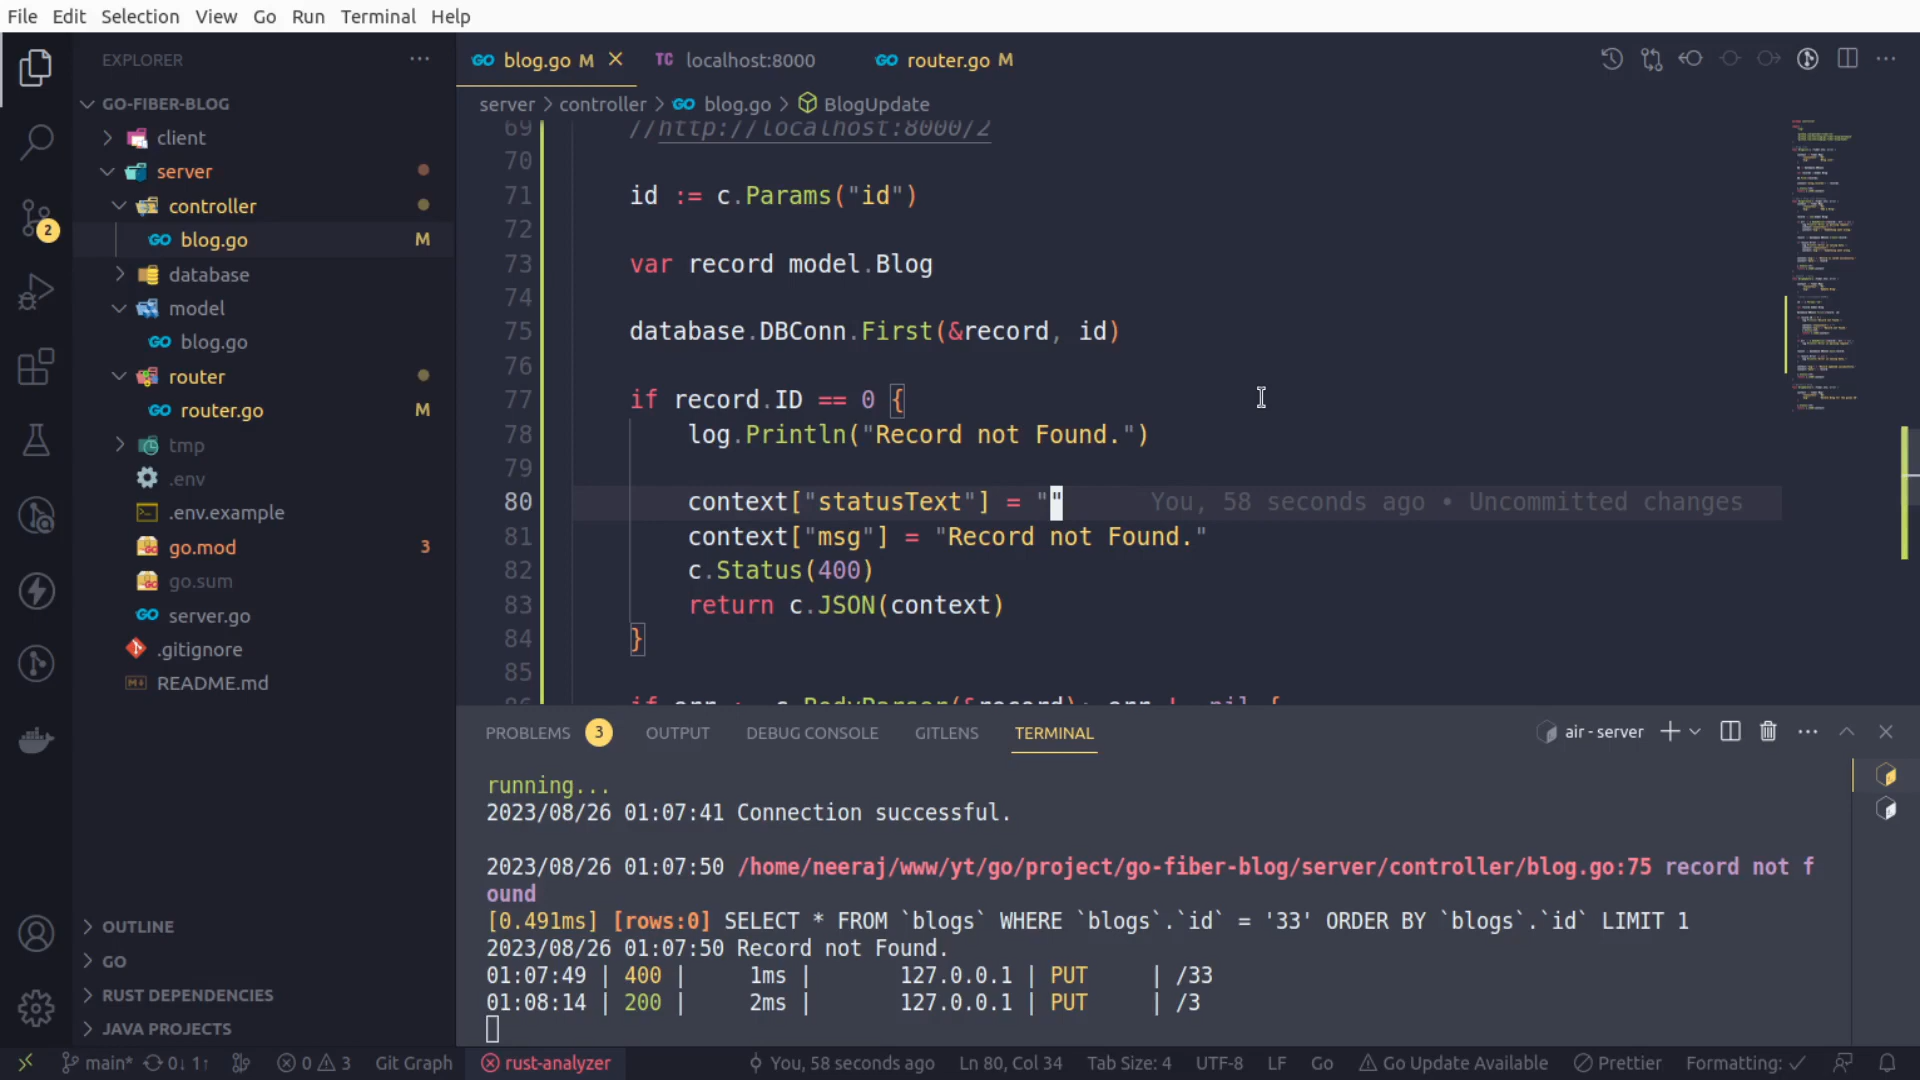 File Edit Selection View Go Run Terminal Help
EXPLORER
GO-FIBER-BLOG
client
server
controller
blog.go M
database
model
blog.go
router
router.go M
tmp
.env
.env.example
go.mod 3
go.sum
server.go
.gitignore
README.md
OUTLINE
GO
RUST DEPENDENCIES
JAVA PROJECTS
2
GO blog.go M
TC localhost:8000
GO router.go M
server > controller > GO blog.go > BlogUpdate
69 //http://localhost:8000/2
70
71 id := c.Params("id")
72
73 var record model.Blog
74
75 database.DBConn.First(&record, id)
76
77 if record.ID == 0 {
78 log.Println("Record not Found.")
79
80 context["statusText"] = "" You, 58 seconds ago • Uncommitted changes
81 context["msg"] = "Record not Found."
82 c.Status(400)
83 return c.JSON(context)
84 }
85
PROBLEMS 3 OUTPUT DEBUG CONSOLE GITLENS TERMINAL
air - server
running...
2023/08/26 01:07:41 Connection successful.
2023/08/26 01:07:50 /home/neeraj/www/yt/go/project/go-fiber-blog/server/controller/blog.go:75 record not f
ound
[0.491ms] [rows:0] SELECT * FROM `blogs` WHERE `blogs`.`id` = '33' ORDER BY `blogs`.`id` LIMIT 1
2023/08/26 01:07:50 Record not Found.
01:07:49 | 400 | 1ms | 127.0.0.1 | PUT | /33
01:08:14 | 200 | 2ms | 127.0.0.1 | PUT | /3
main* 0↓ 1↑ 0 3 Git Graph rust-analyzer You, 58 seconds ago Ln 80, Col 34 Tab Size: 4 UTF-8 LF Go Go Update Available Prettier Formatting: ✓